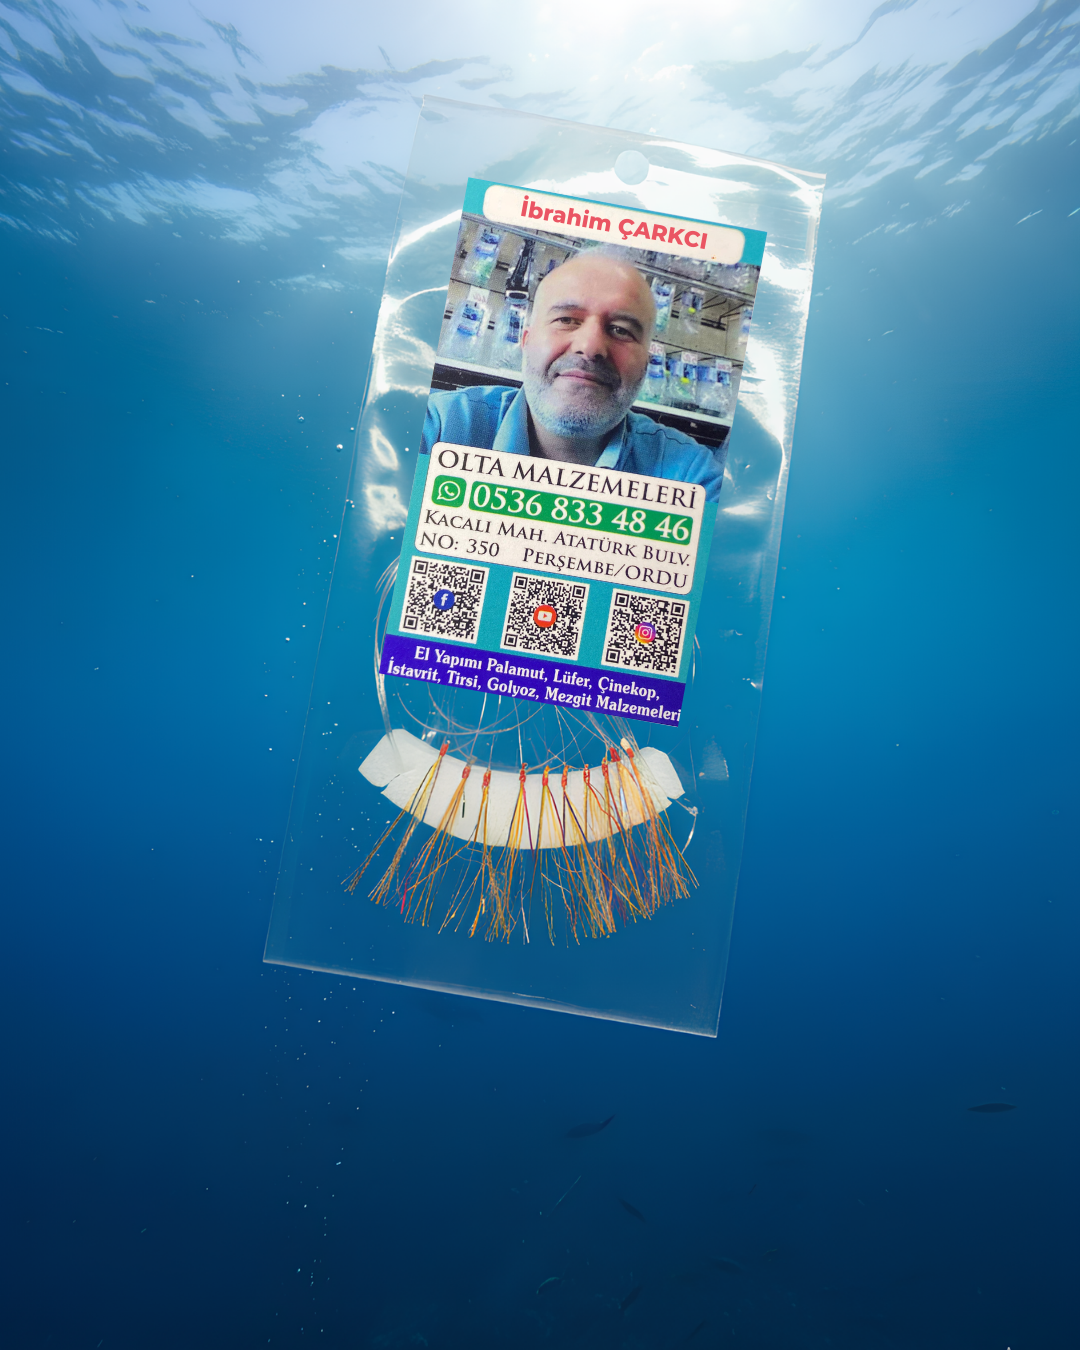 İbrahim ÇARKCI
OLTA MALZEMELERİ
0536 833 48 46
KACALI MAH. ATATÜRK BULV.
NO: 350 PERŞEMBE/ORDU
El Yapımı Palamut, Lüfer, Çinekop,
İstavrit, Tirsi, Golyoz, Mezgit Malzemeleri